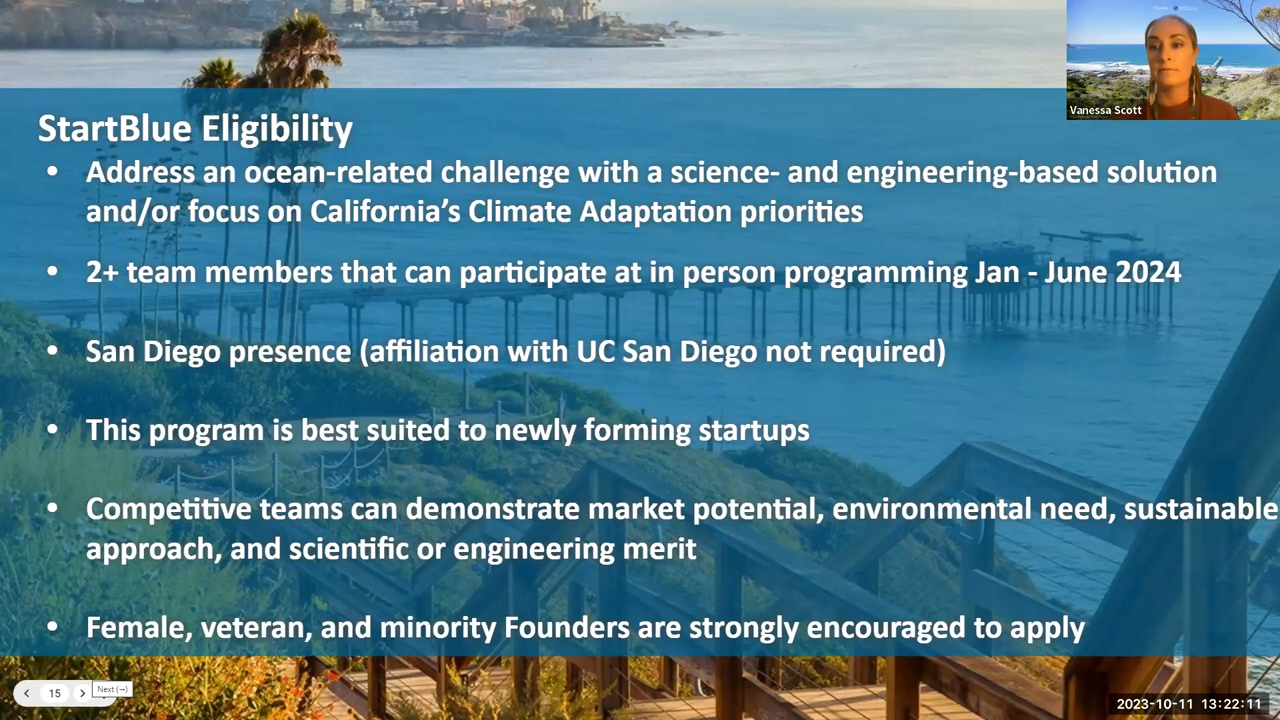 Vanessa Scott
StartBlue Eligibility
• Address an ocean-related challenge with a science- and engineering-based solution
and/or focus on California's Climate Adaptation priorities
• 2+ team members that can participate at in person programming Jan - June 2024
• San Diego presence (affiliation with UC San Diego not required)
• This program is best suited to newly forming startups
• Competitive teams can demonstrate market potential, environmental need, sustainable
approach, and scientific or engineering merit
• Female, veteran, and minority Founders are strongly encouraged to apply
15
Next (→)
2023-10-11 13:22:11